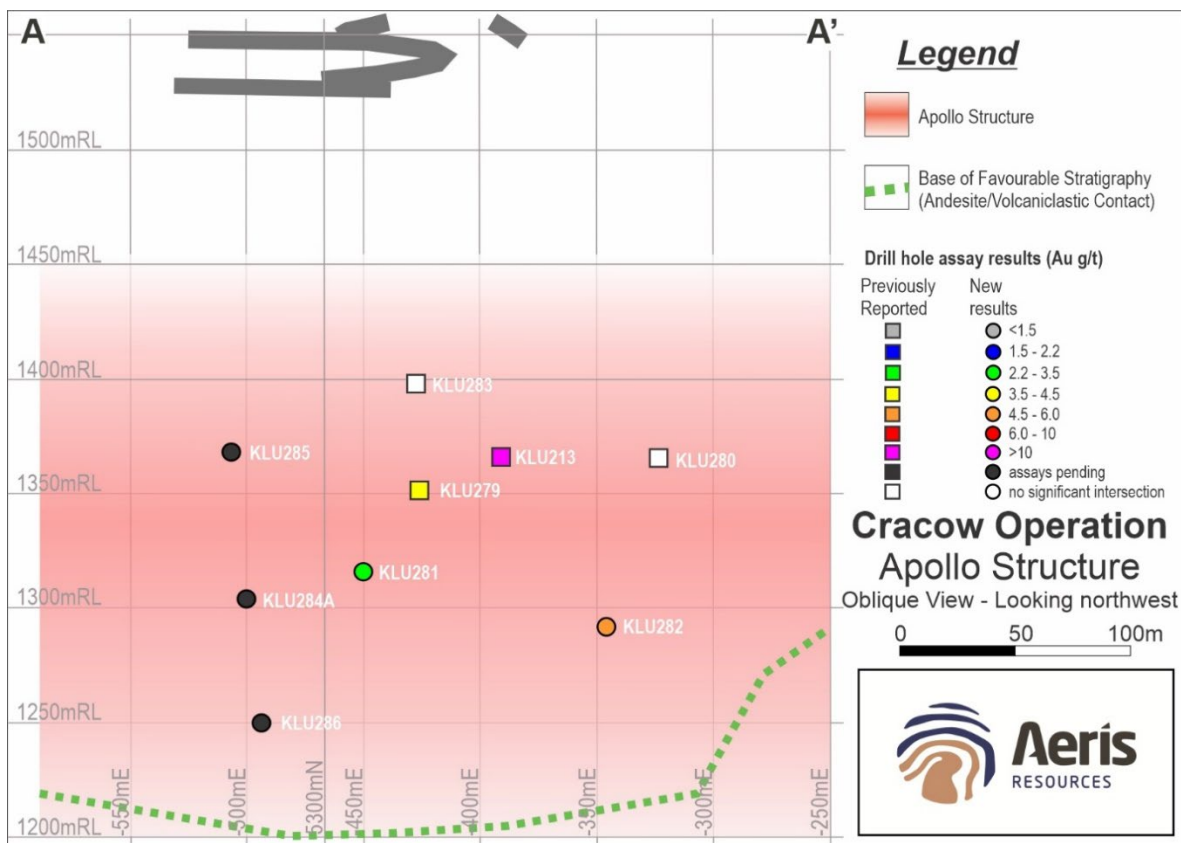 A
A'
1500mRL
1450mRL
1400mRL
1350mRL
1300mRL
1250mRL
1200mRL
KLU283
KLU285
KLU213
KLU280
KLU279
KLU281
KLU284A
KLU282
KLU286
-550mE
-500mE
-5300mN
-450mE
-400mE
-350mE
-300mE
-250mE
Legend
Apollo Structure
Base of Favourable Stratigraphy
(Andesite/Volcaniclastic Contact)
Drill hole assay results (Au g/t)
Previously Reported
New results
<1.5
1.5 - 2.2
2.2 - 3.5
3.5 - 4.5
4.5 - 6.0
6.0 - 10
>10
assays pending
no significant intersection
Cracow Operation
Apollo Structure
Oblique View - Looking northwest
0 50 100m
Aeris
RESOURCES